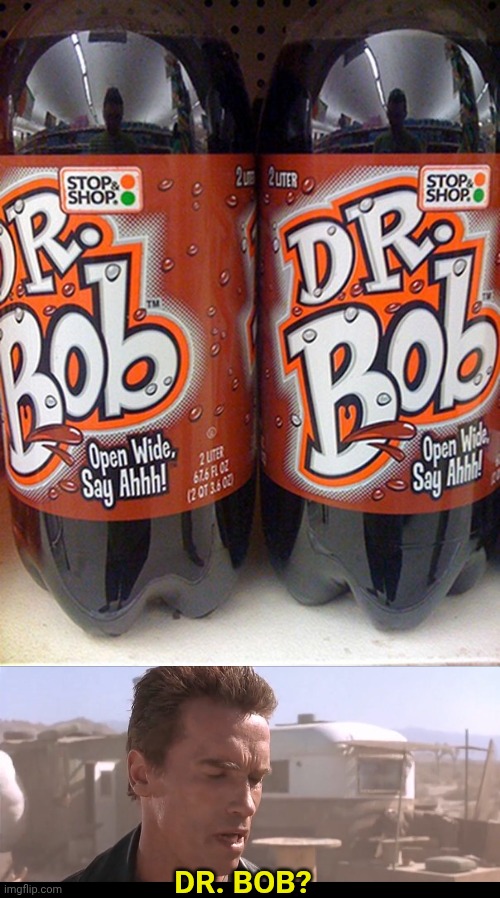 STOP&
SHOP.
2 LITER
DR.
Bob
TM
Open Wide,
Say Ahhh!
2 LITER
67.6 FL OZ
(2 QT 3.6 OZ)
2 LITER
STOP&
SHOP.
DR.
Bob
Open Wide,
Say Ahhh!
DR. BOB?
imgflip.com